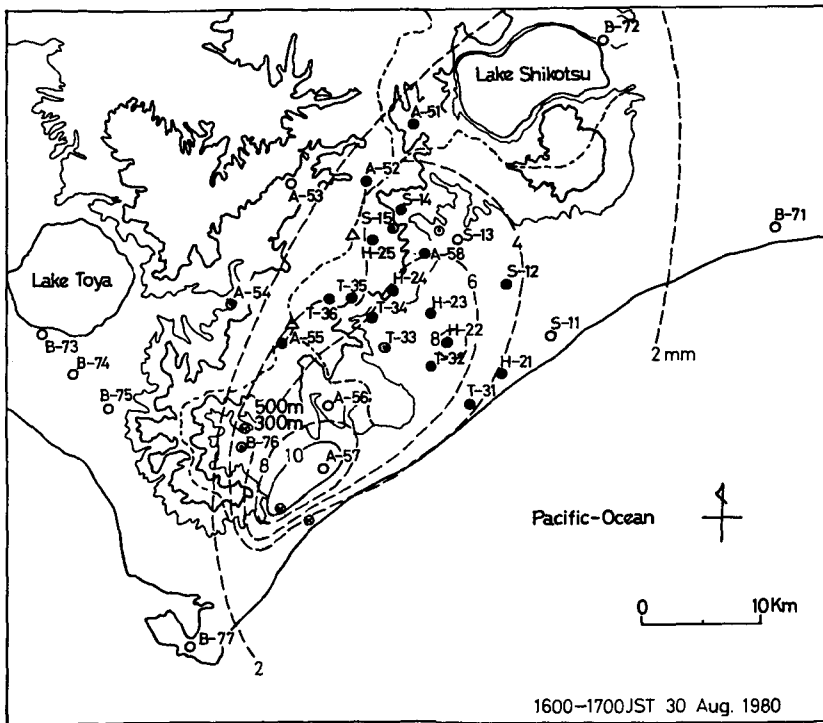 B-72
Lake Shikotsu
A-51
A-52
A-53
S-14
S-15
B-71
S-13
4
H-25
A-58
Lake Toya
S-12
A-54
T-35
H-24
6
T-36
T-34
H-23
B-73
A-55
T-33
8
H-22
S-11
B-74
T-32
H-21
2mm
B-75
500m
A-56
T-31
300m
B-76
10
8
A-57
Pacific-Ocean
0 10Km
B-77
2
1600-1700JST 30 Aug. 1980